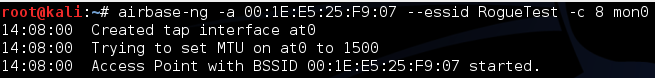 root@kali:~# airbase-ng -a 00:1E:E5:25:F9:07 --essid RogueTest -c 8 mon0
14:08:00  Created tap interface at0
14:08:00  Trying to set MTU on at0 to 1500
14:08:00  Access Point with BSSID 00:1E:E5:25:F9:07 started.